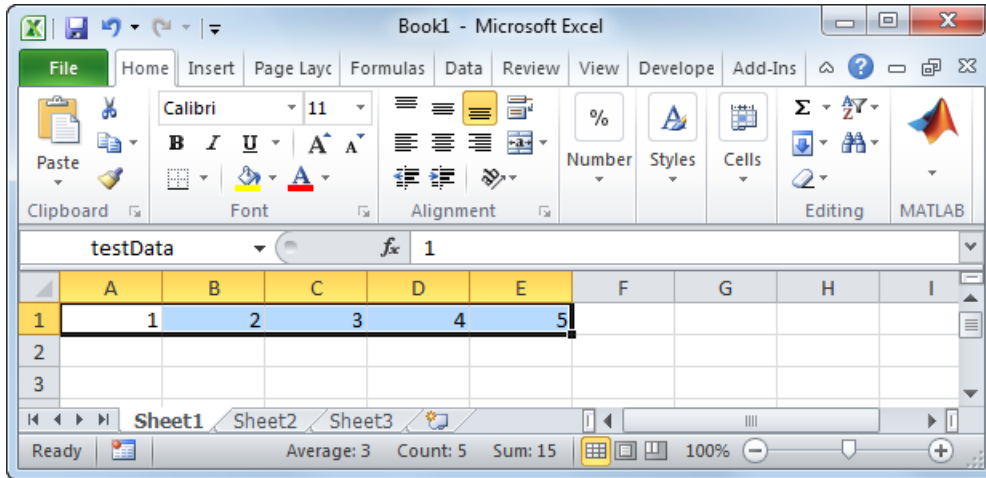 Book1 - Microsoft Excel
File Home Insert Page Layc Formulas Data Review View Develope Add-Ins
Calibri 11
% Σ A Z
Paste B I U A A A Number Styles Cells
Clipboard Font Alignment Editing MATLAB
testData fx 1
A B C D E F G H I
1 1 2 3 4 5
2
3
Sheet1 Sheet2 Sheet3
Ready Average: 3 Count: 5 Sum: 15 100%